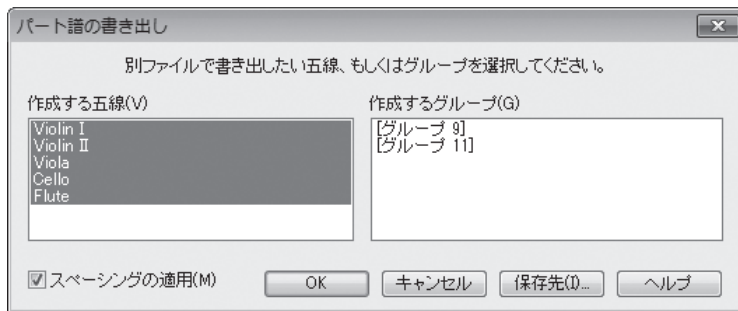 パート譜の書き出し
別ファイルで書き出したい五線、もしくはグループを選択してください。
作成する五線(V)
Violin I
Violin II
Viola
Cello
Flute
作成するグループ(G)
[グループ 9]
[グループ 11]
スペーシングの適用(M)
OK
キャンセル
保存先(I)...
ヘルプ